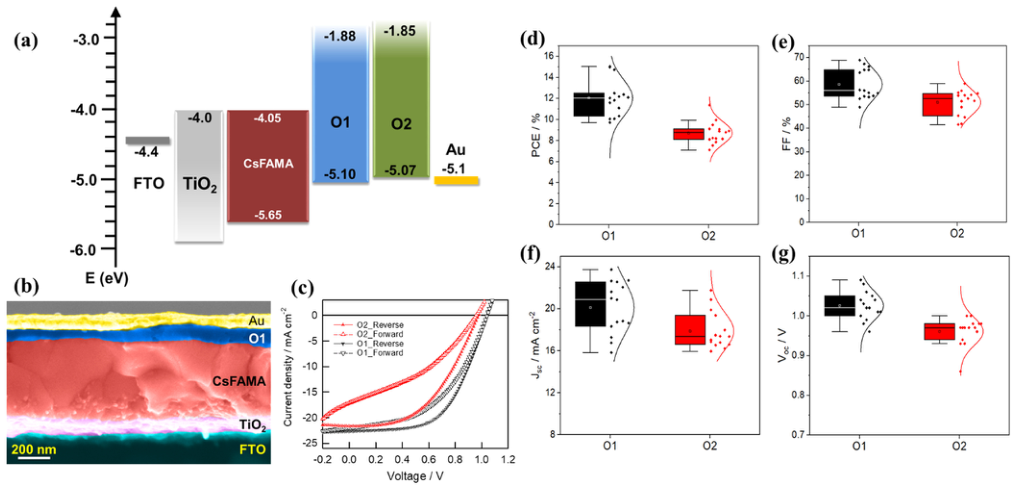 (a)
-3.0
-4.0
-5.0
-6.0
E (eV)
-4.4
FTO
-4.0
TiO2
-4.05
CsFAMA
-5.65
-1.88
O1
-5.10
-1.85
O2
-5.07
Au
-5.1
(b)
Au
O1
CsFAMA
TiO2
FTO
200 nm
(c)
Current density / mA cm-2
0
-5
-10
-15
-20
-25
O2_Reverse
O2_Forward
O1_Reverse
O1_Forward
-0.2 0.0 0.2 0.4 0.6 0.8 1.0 1.2
Voltage / V
(d)
PCE / %
16
14
12
10
8
6
4
2
0
O1 O2
(e)
FF / %
70
60
50
40
30
20
10
0
O1 O2
(f)
Jsc / mA cm-2
24
20
16
12
8
O1 O2
(g)
Voc / V
1.1
1.0
0.9
0.8
0.7
O1 O2